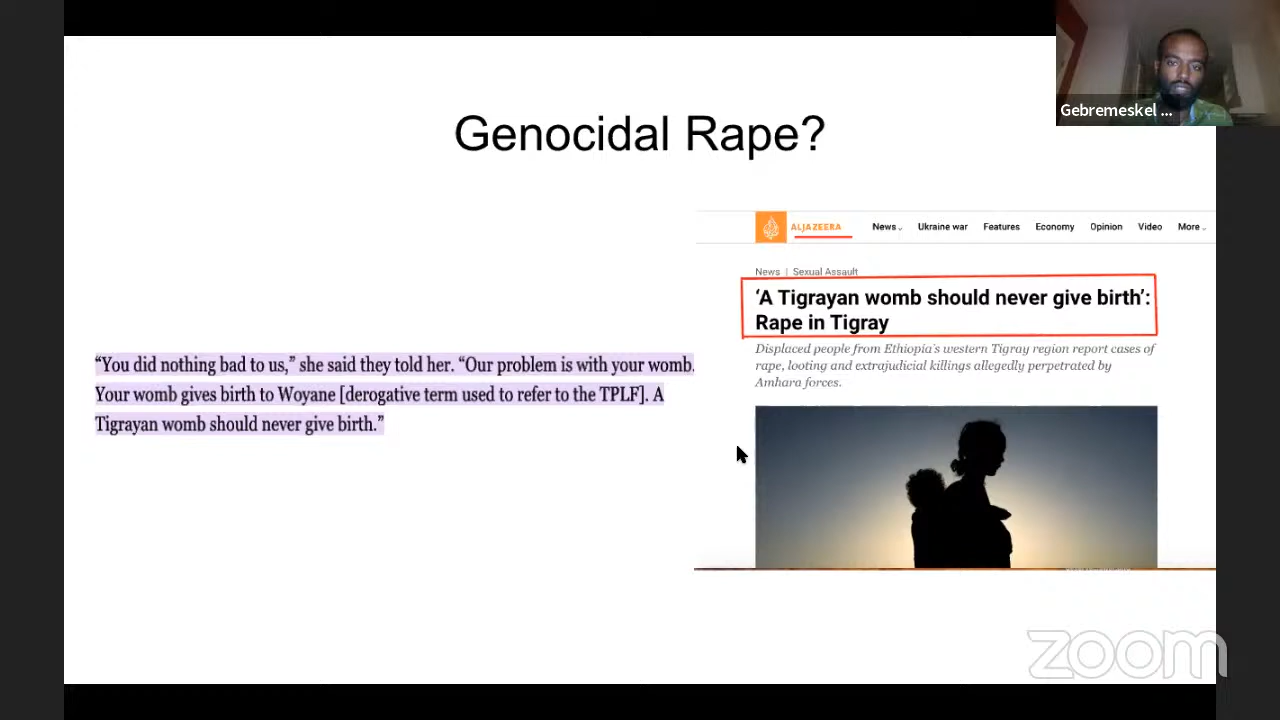 Gebremeskel ...
Genocidal Rape?
“You did nothing bad to us,” she said they told her. “Our problem is with your womb.
Your womb gives birth to Woyane [derogative term used to refer to the TPLF]. A
Tigrayan womb should never give birth.”
ALJAZEERA News Ukraine war Features Economy Opinion Video More
News | Sexual Assault
‘A Tigrayan womb should never give birth’:
Rape in Tigray
Displaced people from Ethiopia’s western Tigray region report cases of
rape, looting and extrajudicial killings allegedly perpetrated by
Amhara forces.
zoom